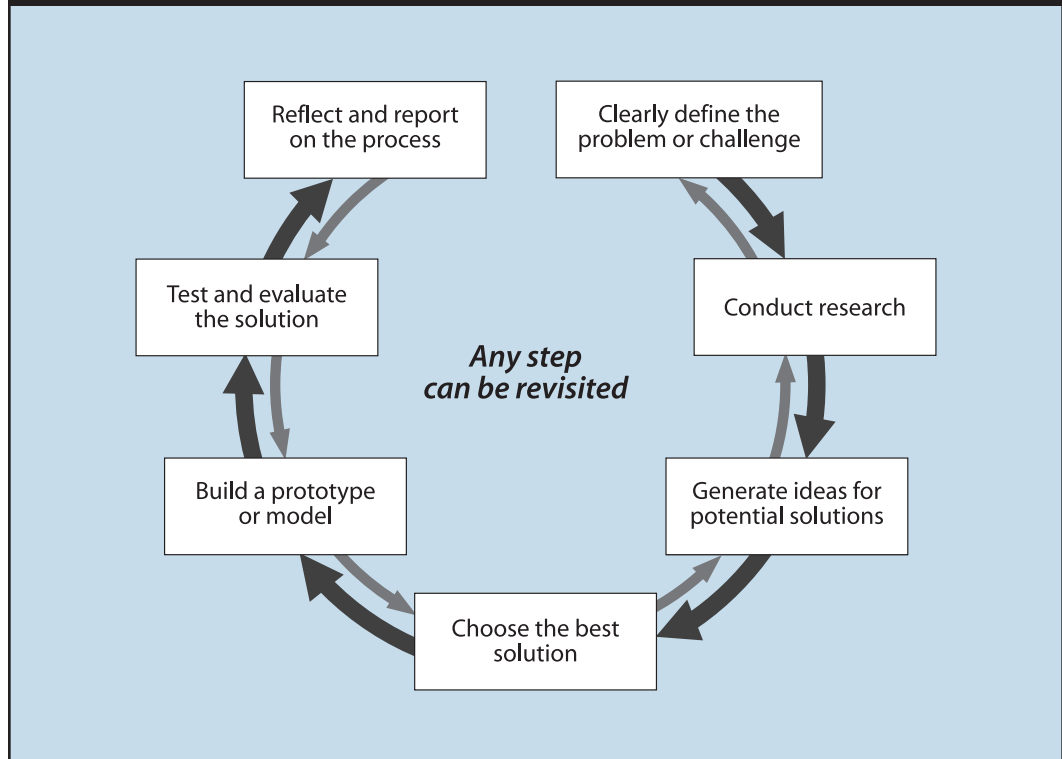 Reflect and report
on the process
Clearly define the
problem or challenge
Test and evaluate
the solution
Conduct research
Any step
can be revisited
Build a prototype
or model
Generate ideas for
potential solutions
Choose the best
solution